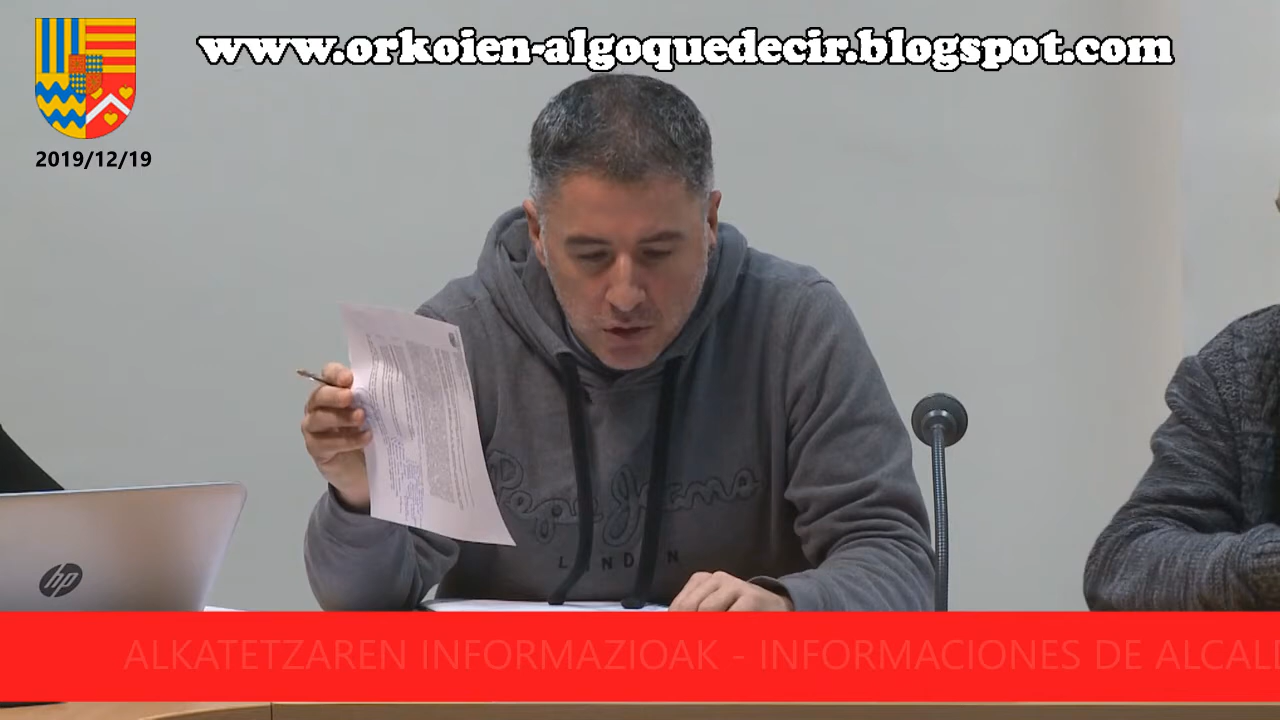 www.orkoien-algoquedecir.blogspot.com
2019/12/19
Pepe Jeans
LONDON
hp
ALKATETZAREN INFORMAZIOAK - INFORMACIONES DE ALCAL